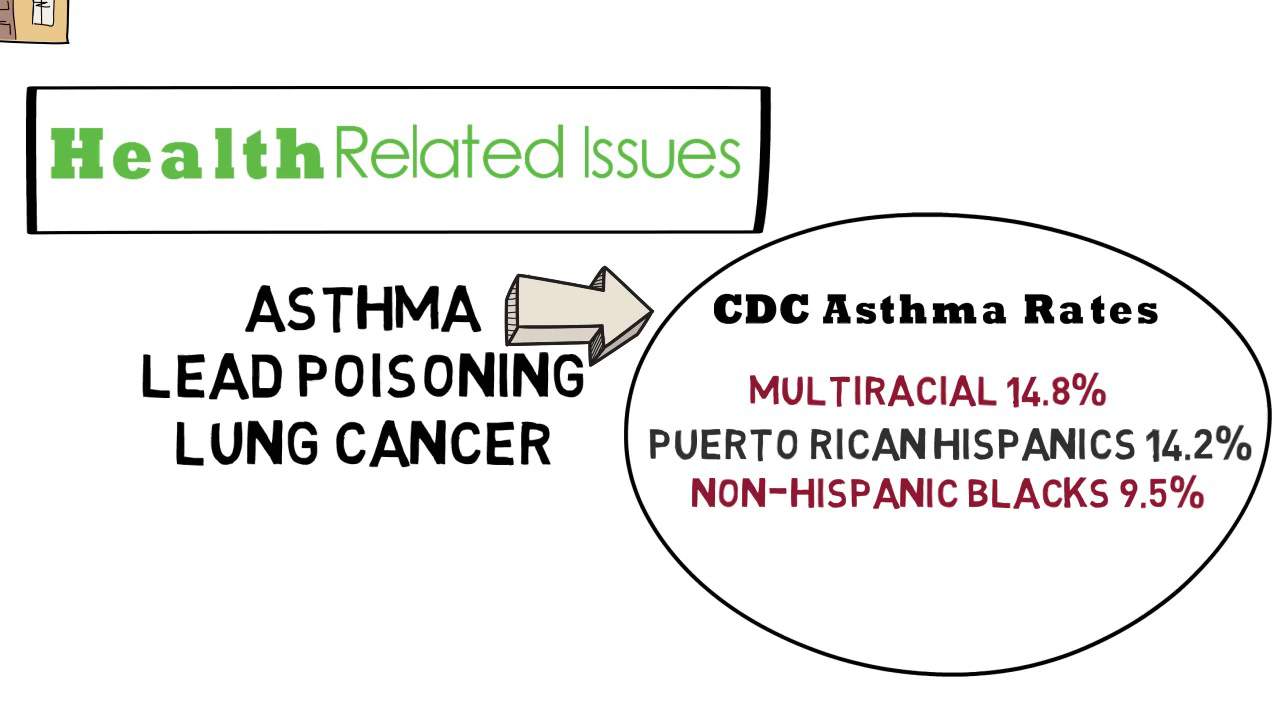 Health Related Issues
ASTHMA
LEAD POISONING
LUNG CANCER
CDC Asthma Rates
MULTIRACIAL 14.8%
PUERTO RICAN HISPANICS 14.2%
NON-HISPANIC BLACKS 9.5%